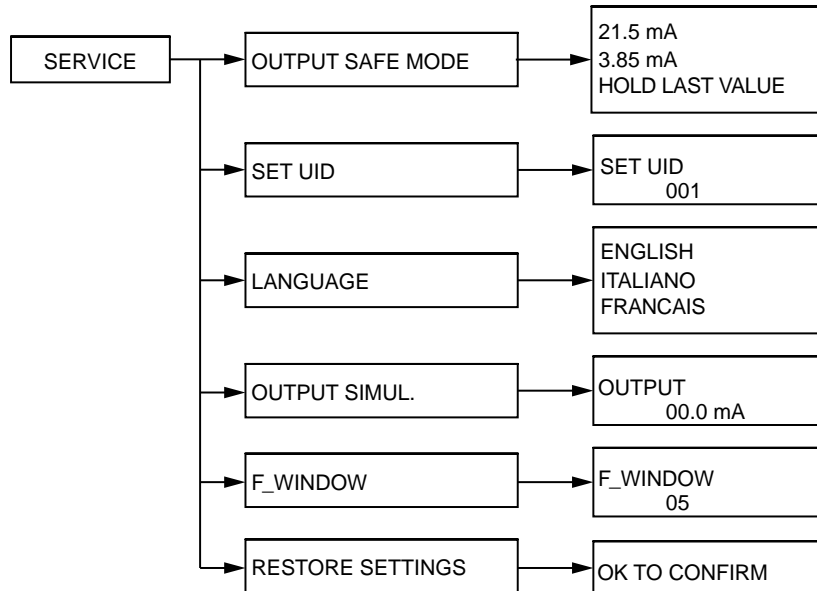 SERVICE
OUTPUT SAFE MODE
21.5 mA
3.85 mA
HOLD LAST VALUE
SET UID
SET UID
001
LANGUAGE
ENGLISH
ITALIANO
FRANCAIS
OUTPUT SIMUL.
OUTPUT
00.0 mA
F_WINDOW
F_WINDOW
05
RESTORE SETTINGS
OK TO CONFIRM